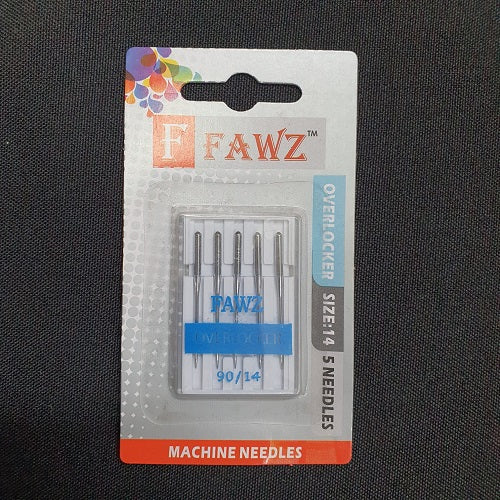 F FAWZ™
OVERLOCKER SIZE:14 5 NEEDLES
FAWZ
OVERLOCKER
90/14
MACHINE NEEDLES